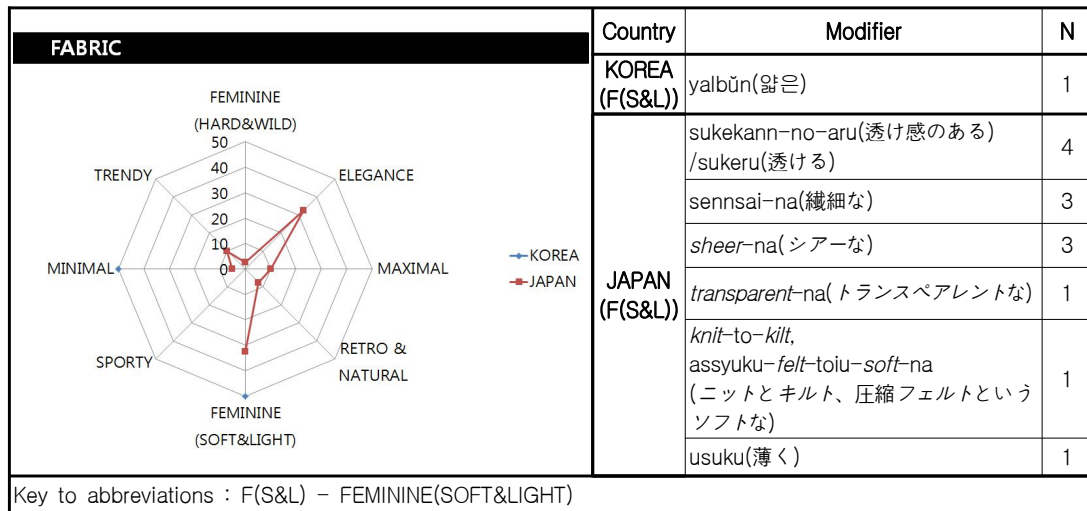 FABRIC
FEMININE
(HARD&WILD)
50
40
30
20
10
0
TRENDY
ELEGANCE
MINIMAL
MAXIMAL
SPORTY
RETRO &
NATURAL
FEMININE
(SOFT&LIGHT)
KOREA
JAPAN
Country Modifier N
KOREA
(F(S&L))
yalbŭn(얇은) 1
JAPAN
(F(S&L))
sukekann-no-aru(透け感のある)
/sukeru(透ける) 4
sennsai-na(繊細な) 3
sheer-na(シアーな) 3
transparent-na(トランスペアレントな) 1
knit-to-kilt,
assyuku-felt-toiu-soft-na
(ニットとキルト、圧縮フェルトという
ソフトな) 1
usuku(薄く) 1
Key to abbreviations : F(S&L) - FEMININE(SOFT&LIGHT)